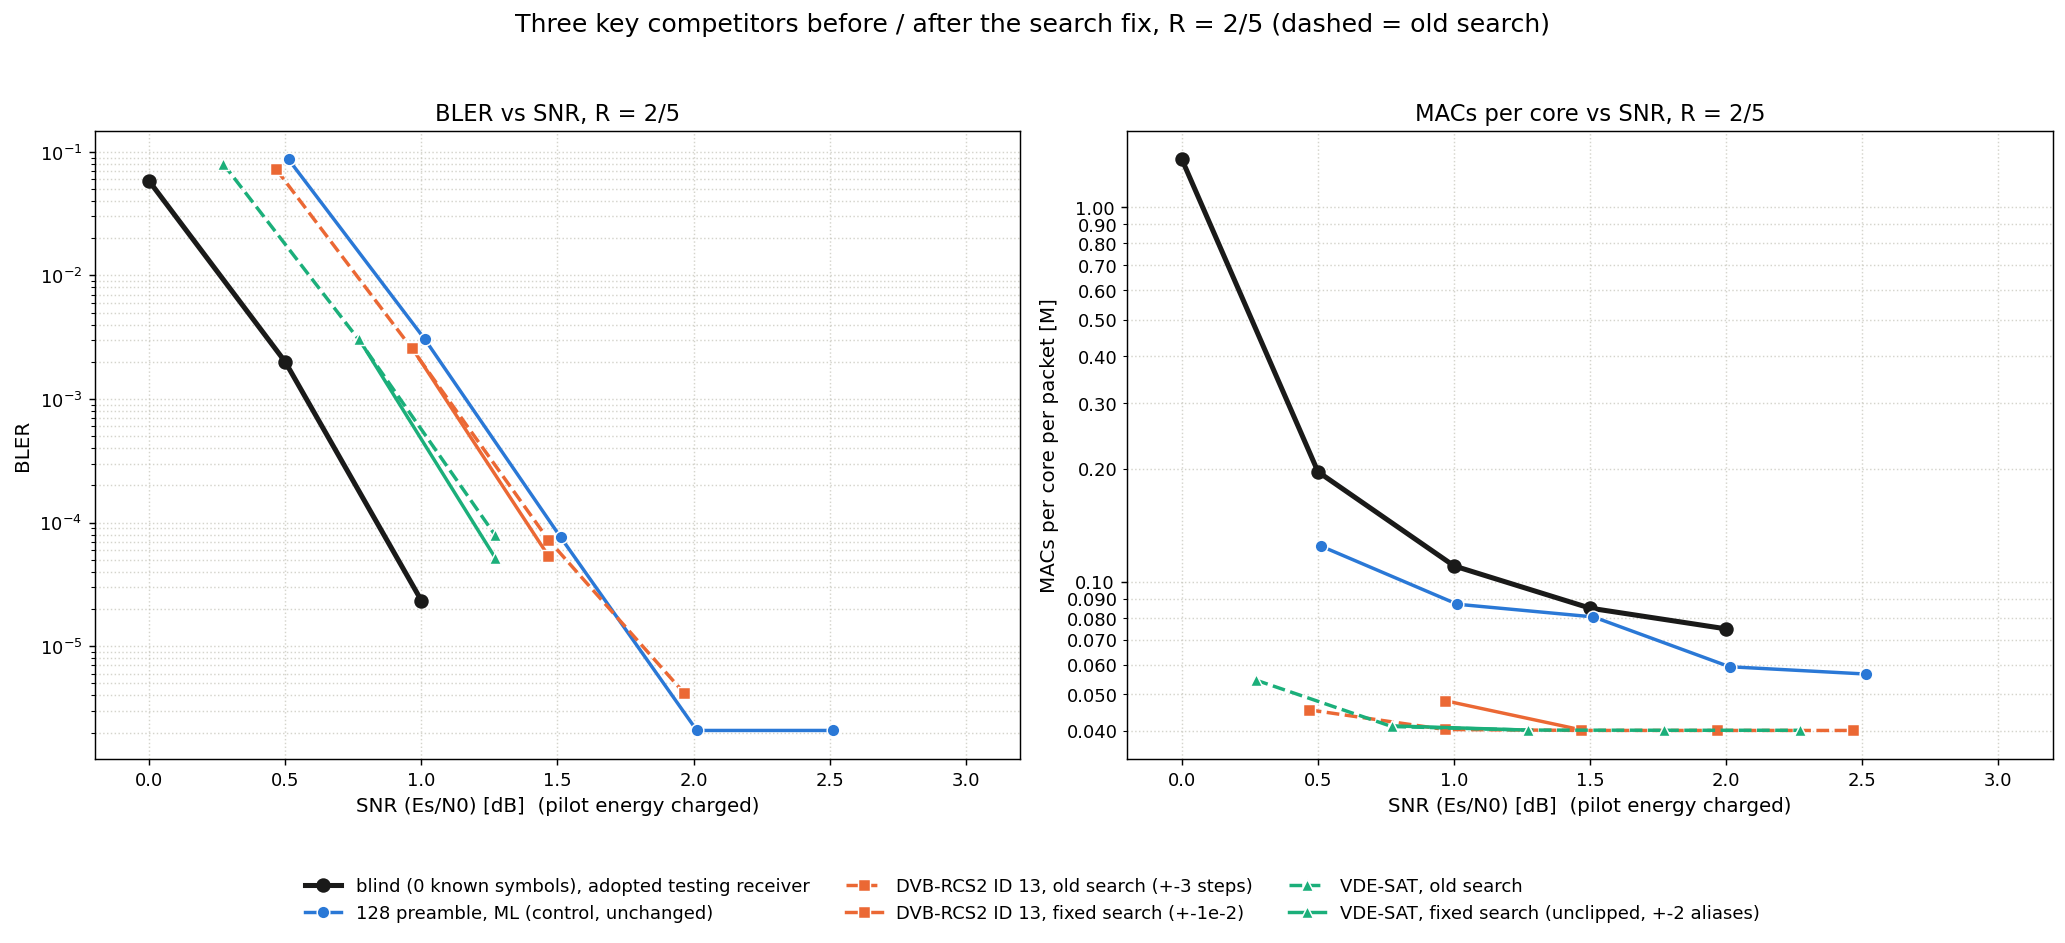 Three key competitors before / after the search fix, R = 2/5 (dashed = old search)
BLER vs SNR, R = 2/5
10⁻¹
10⁻²
10⁻³
10⁻⁴
10⁻⁵
BLER
0.0 0.5 1.0 1.5 2.0 2.5 3.0
SNR (Es/N0) [dB]  (pilot energy charged)
MACs per core vs SNR, R = 2/5
1.00
0.90
0.80
0.70
0.60
0.50
0.40
0.30
0.20
0.10
0.090
0.080
0.070
0.060
0.050
0.040
MACs per core per packet [M]
0.0 0.5 1.0 1.5 2.0 2.5 3.0
SNR (Es/N0) [dB]  (pilot energy charged)
blind (0 known symbols), adopted testing receiver
128 preamble, ML (control, unchanged)
DVB-RCS2 ID 13, old search (+-3 steps)
DVB-RCS2 ID 13, fixed search (+-1e-2)
VDE-SAT, old search
VDE-SAT, fixed search (unclipped, +-2 aliases)